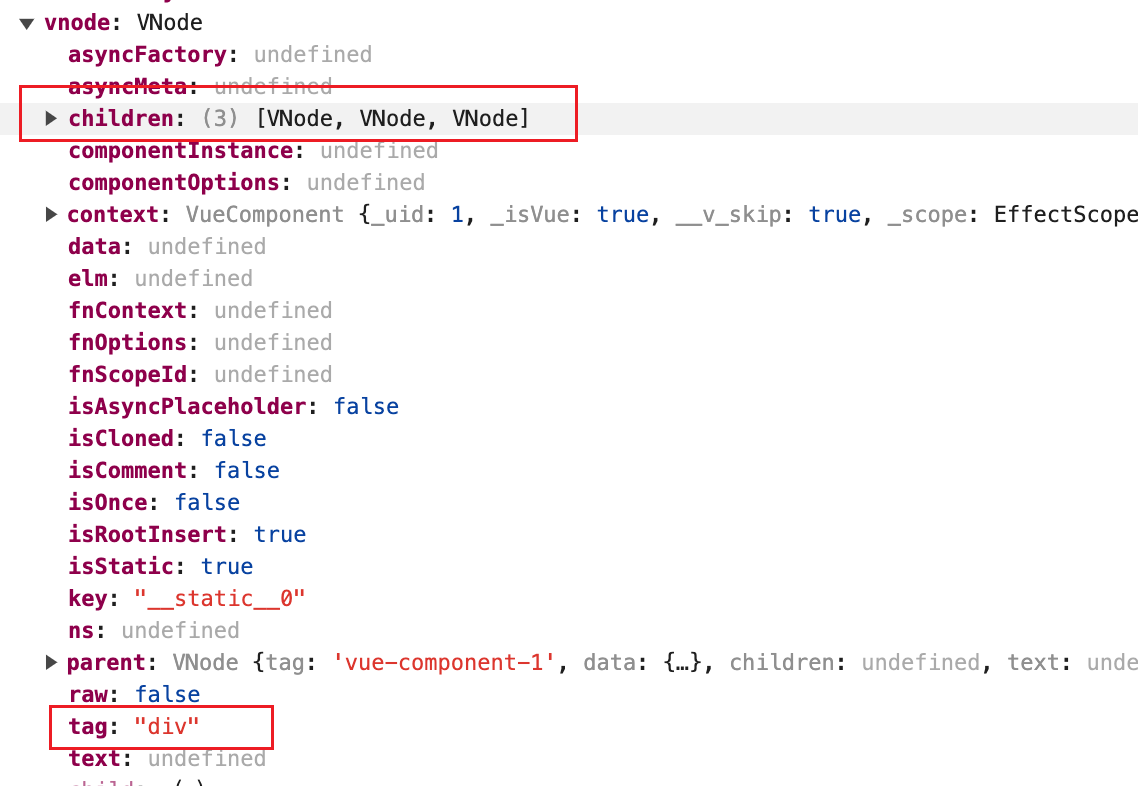 ▼ vnode: VNode
asyncFactory: undefined
asyncMeta: undefined
▶ children: (3) [VNode, VNode, VNode]
componentInstance: undefined
componentOptions: undefined
▶ context: VueComponent {_uid: 1, _isVue: true, __v_skip: true, _scope: EffectScope
data: undefined
elm: undefined
fnContext: undefined
fnOptions: undefined
fnScopeId: undefined
isAsyncPlaceholder: false
isCloned: false
isComment: false
isOnce: false
isRootInsert: true
isStatic: true
key: "__static__0"
ns: undefined
▶ parent: VNode {tag: 'vue-component-1', data: {…}, children: undefined, text: unde
raw: false
tag: "div"
text: undefined